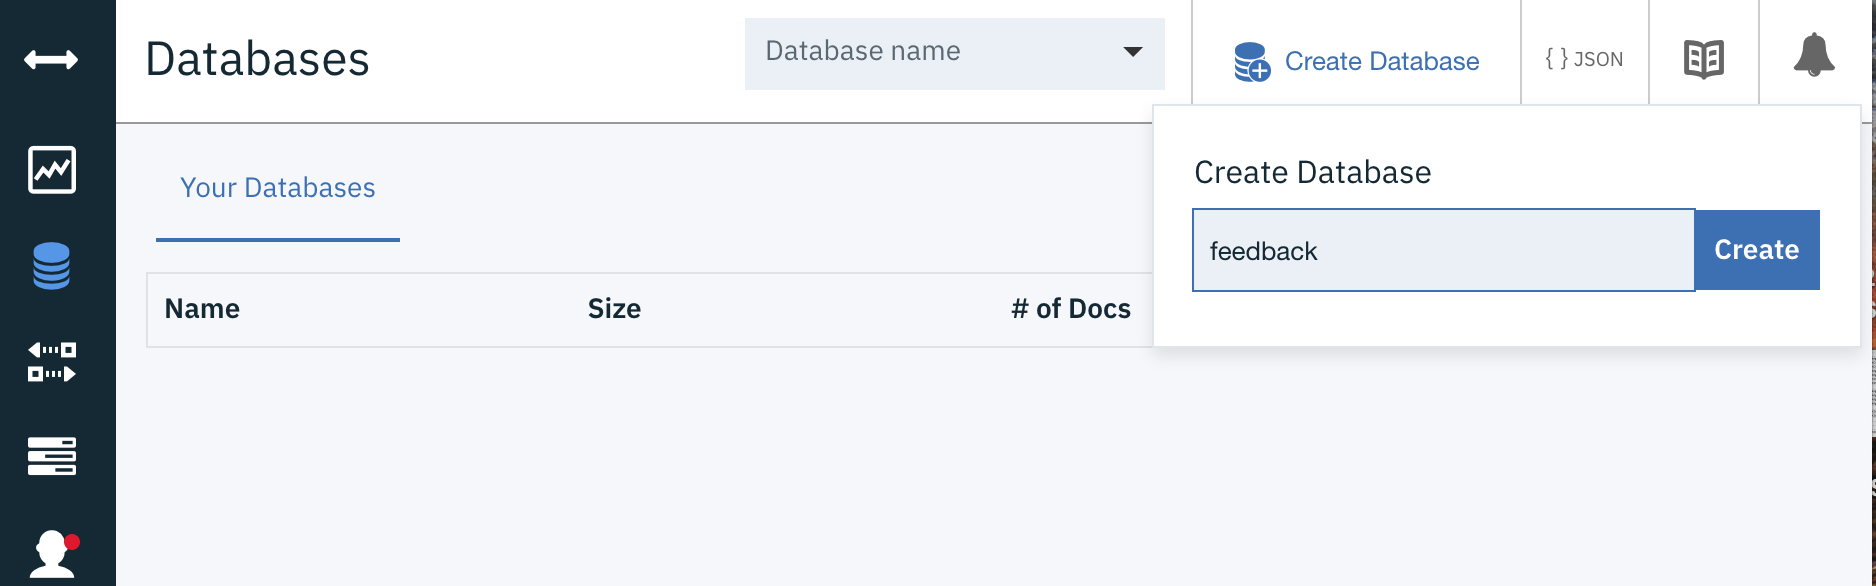 Databases
Database name
Create Database
{ } JSON
Your Databases
Create Database
feedback
Create
Name Size # of Docs